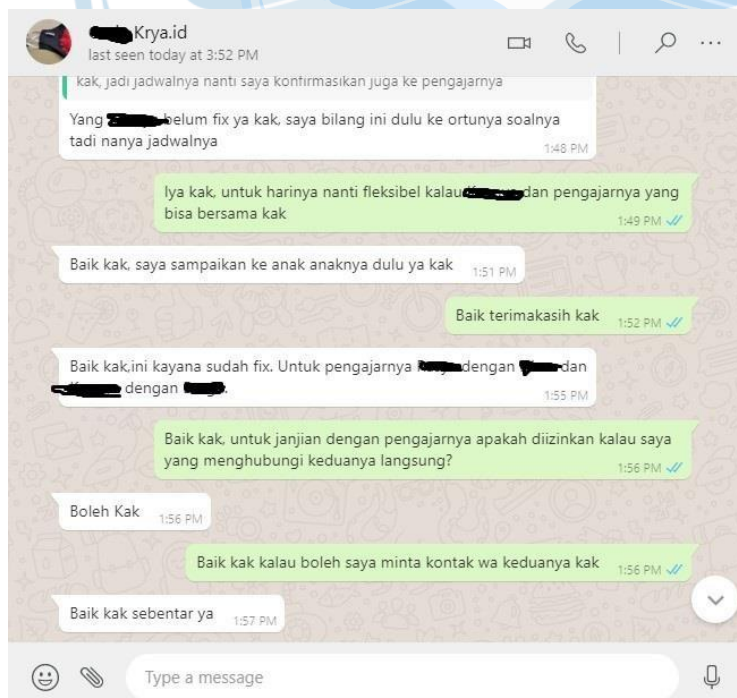 Krya.id
last seen today at 3:52 PM
kak, jadi jadwalnya nanti saya konfirmasikan juga ke pengajarnya
Yang belum fix ya kak, saya bilang ini dulu ke ortunya soalnya
tadi nanya jadwalnya
1:48 PM
Iya kak, untuk harinya nanti fleksibel kalau dan pengajarnya yang
bisa bersama kak
1:49 PM
Baik kak, saya sampaikan ke anak anaknya dulu ya kak 1:51 PM
Baik terimakasih kak 1:52 PM
Baik kak,ini kayana sudah fix. Untuk pengajarnya dengan dan
dengan .
1:55 PM
Baik kak, untuk janjian dengan pengajarnya apakah diizinkan kalau saya
yang menghubungi keduanya langsung?
1:56 PM
Boleh Kak 1:56 PM
Baik kak kalau boleh saya minta kontak wa keduanya kak 1:56 PM
Baik kak sebentar ya 1:57 PM
Type a message